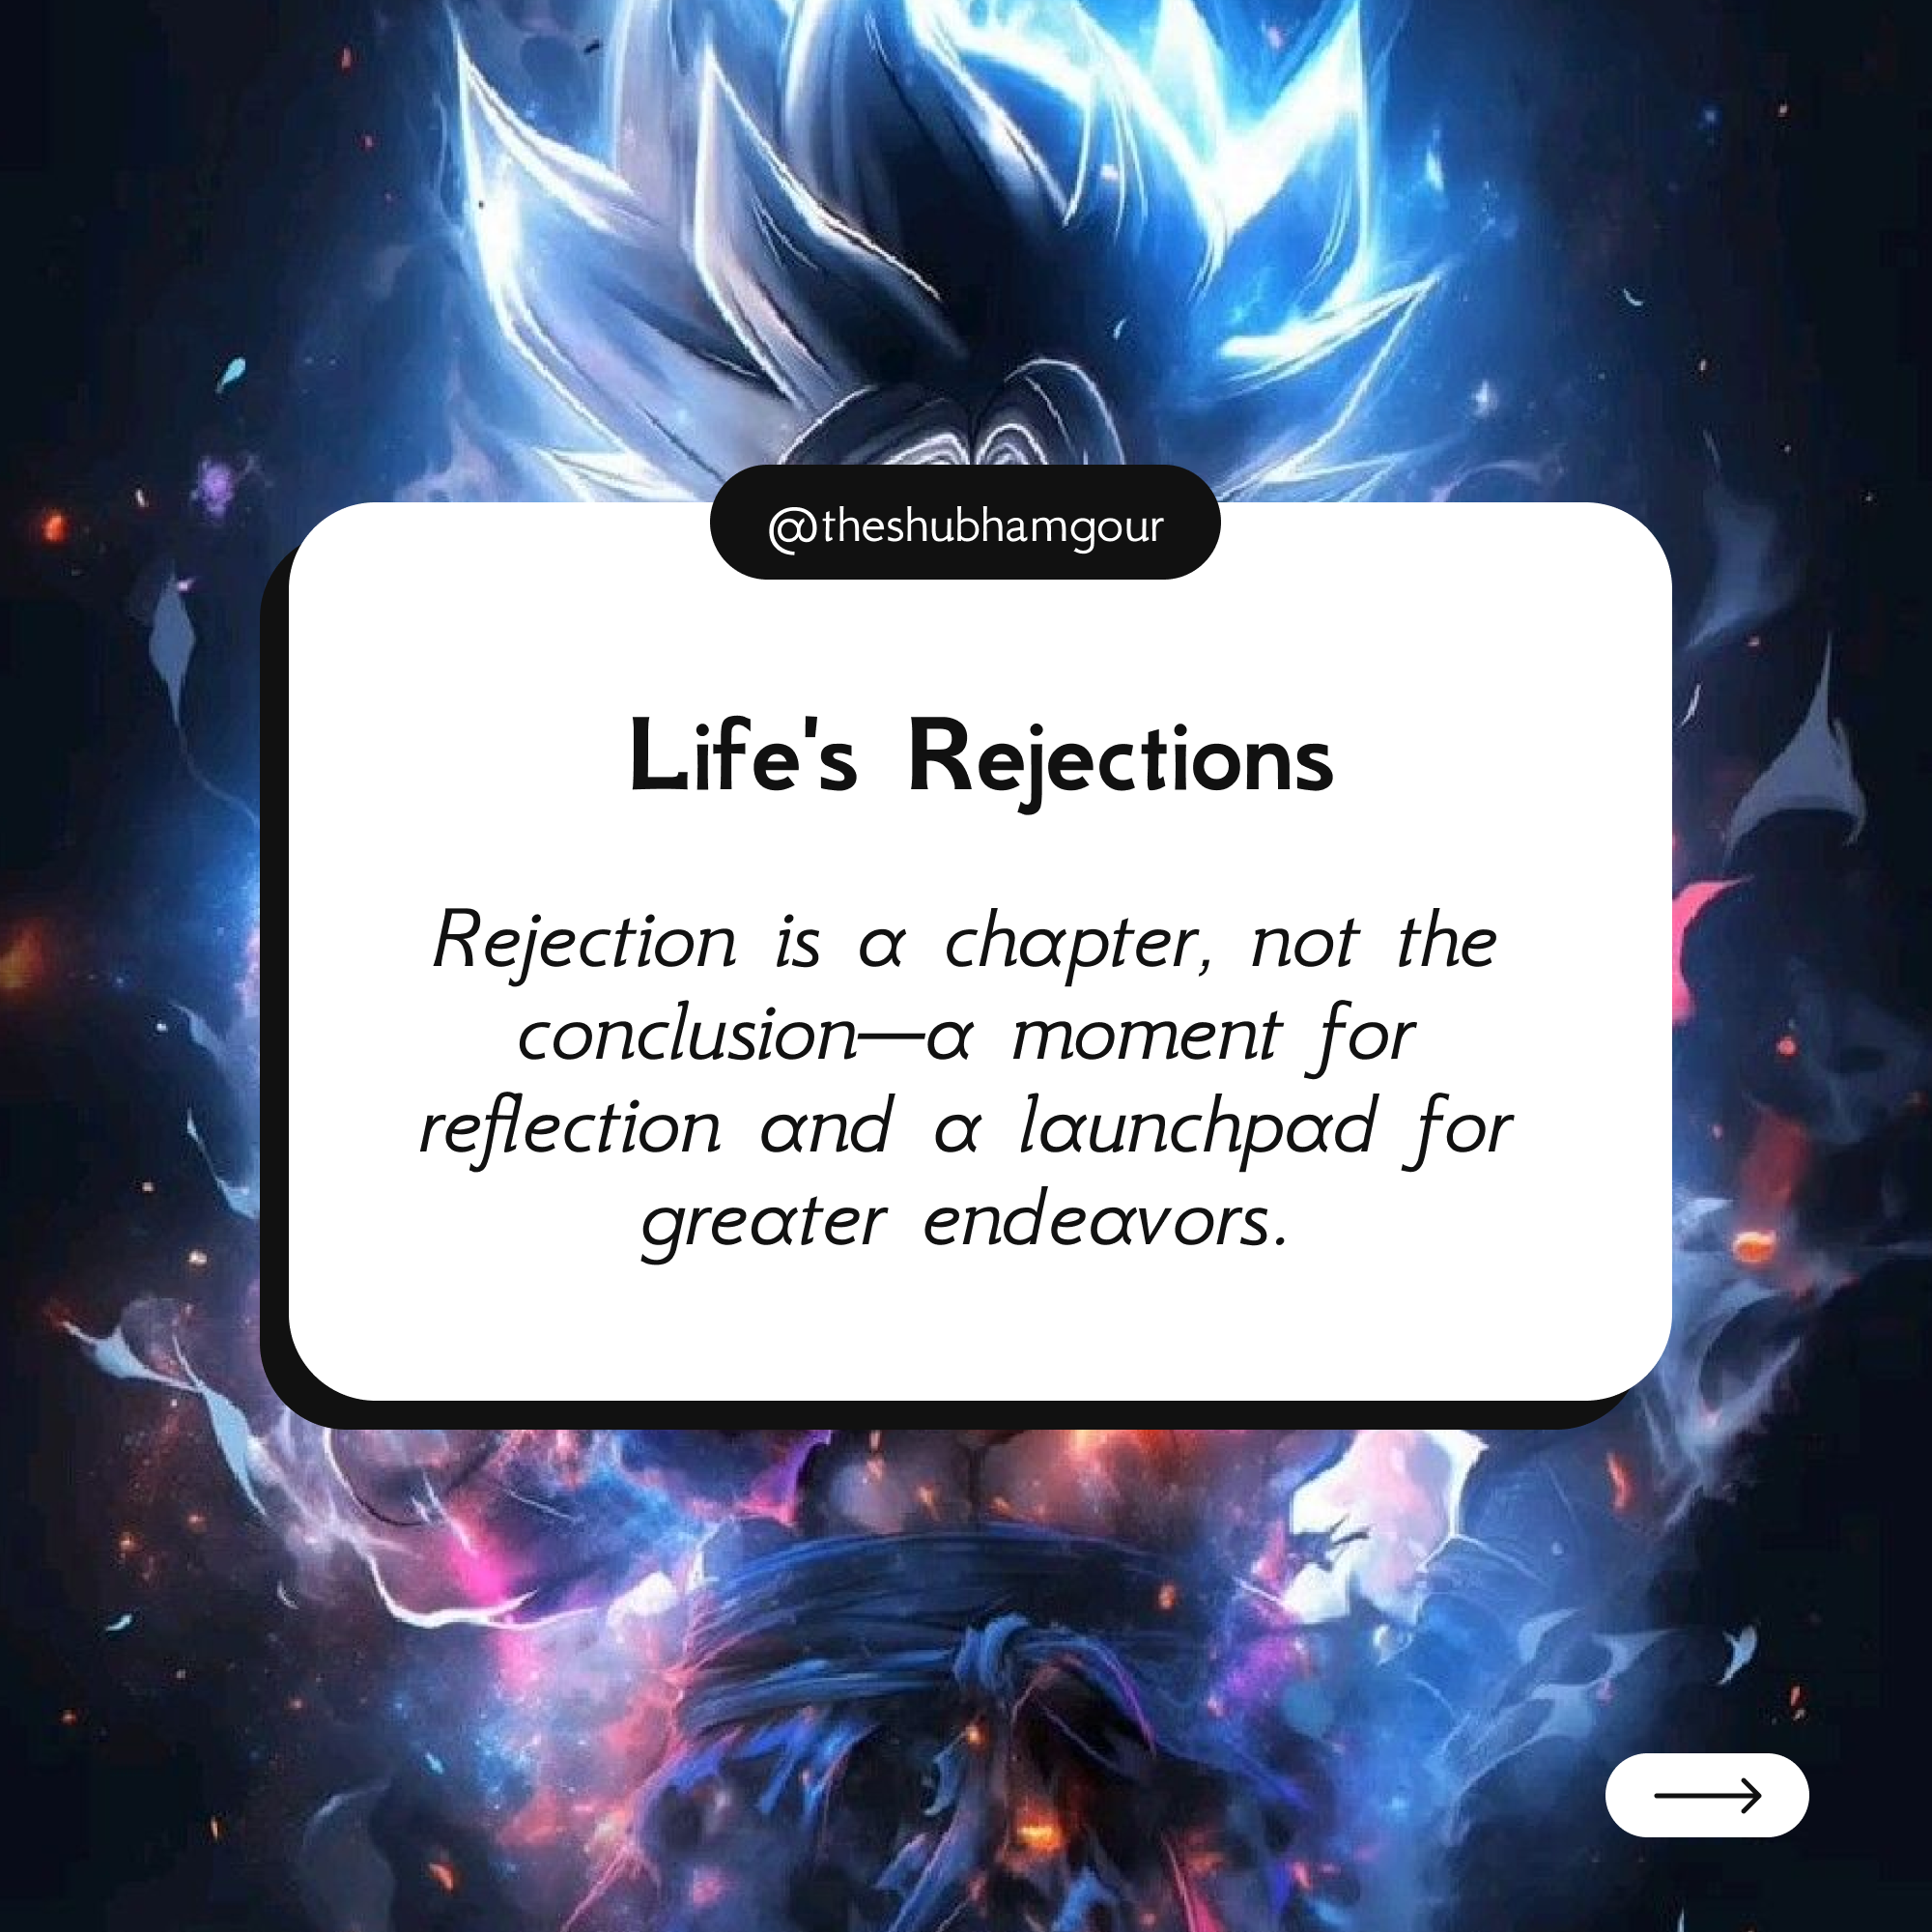 @theshubhamgour
Life's Rejections
Rejection is a chapter, not the
conclusion—a moment for
reflection and a launchpad for
greater endeavors.